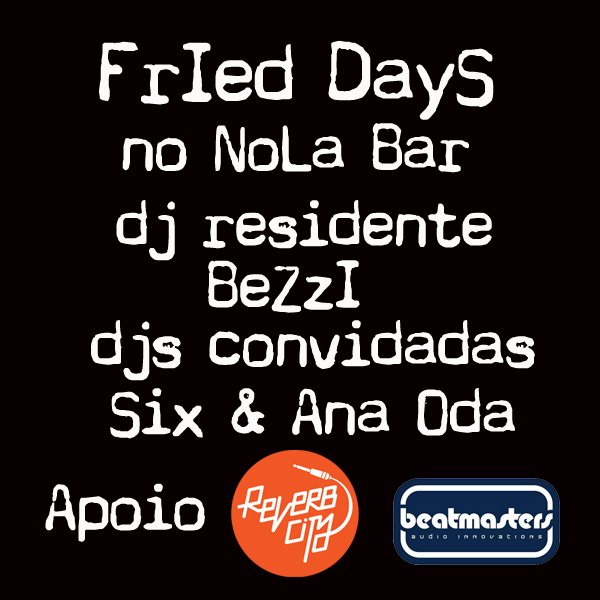 FrIed DayS
no NoLa Bar
dj residente
BeZzI
djs convidadas
Six & Ana Oda
Apoio
ReveRB
City
beatmasters
audio innovations